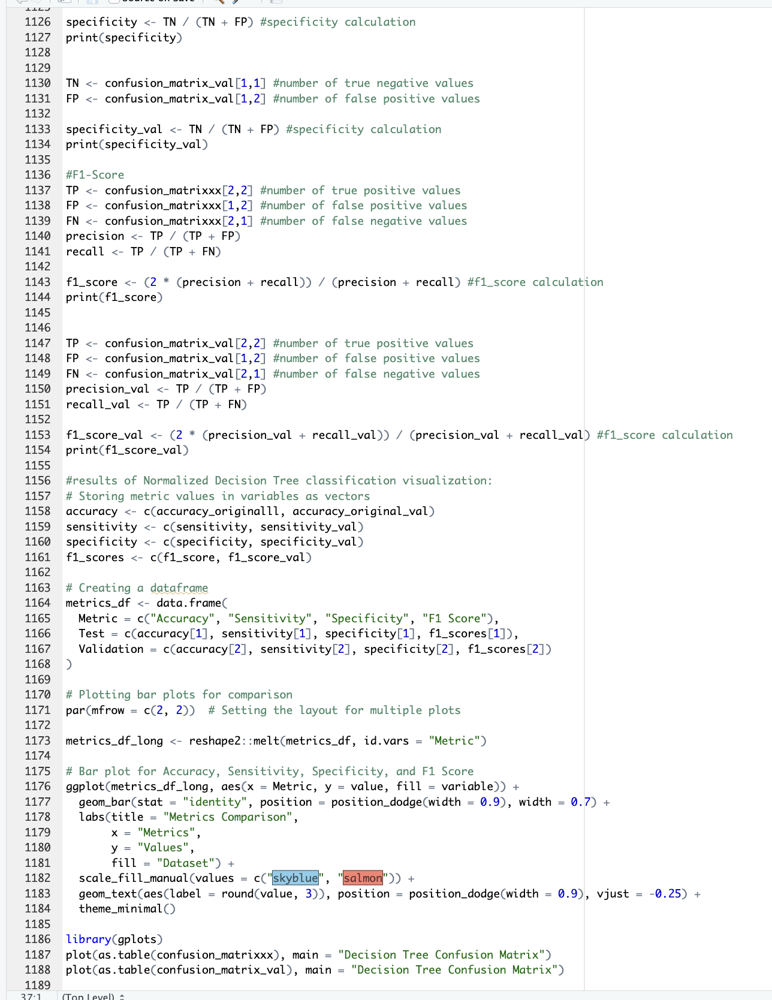 Source on Save
1125
1126 specificity <- TN / (TN + FP) #specificity calculation
1127 print(specificity)
1128
1129
1130 TN <- confusion_matrix_val[1,1] #number of true negative values
1131 FP <- confusion_matrix_val[1,2] #number of false positive values
1132
1133 specificity_val <- TN / (TN + FP) #specificity calculation
1134 print(specificity_val)
1135
1136 #F1-Score
1137 TP <- confusion_matrixxx[2,2] #number of true positive values
1138 FP <- confusion_matrixxx[1,2] #number of false positive values
1139 FN <- confusion_matrixxx[2,1] #number of false negative values
1140 precision <- TP / (TP + FP)
1141 recall <- TP / (TP + FN)
1142
1143 f1_score <- (2 * (precision + recall)) / (precision + recall) #f1_score calculation
1144 print(f1_score)
1145
1146
1147 TP <- confusion_matrix_val[2,2] #number of true positive values
1148 FP <- confusion_matrix_val[1,2] #number of false positive values
1149 FN <- confusion_matrix_val[2,1] #number of false negative values
1150 precision_val <- TP / (TP + FP)
1151 recall_val <- TP / (TP + FN)
1152
1153 f1_score_val <- (2 * (precision_val + recall_val)) / (precision_val + recall_val) #f1_score calculation
1154 print(f1_score_val)
1155
1156 #results of Normalized Decision Tree classification visualization:
1157 # Storing metric values in variables as vectors
1158 accuracy <- c(accuracy_originalll, accuracy_original_val)
1159 sensitivity <- c(sensitivity, sensitivity_val)
1160 specificity <- c(specificity, specificity_val)
1161 f1_scores <- c(f1_score, f1_score_val)
1162
1163 # Creating a dataframe
1164 metrics_df <- data.frame(
1165   Metric = c("Accuracy", "Sensitivity", "Specificity", "F1 Score"),
1166   Test = c(accuracy[1], sensitivity[1], specificity[1], f1_scores[1]),
1167   Validation = c(accuracy[2], sensitivity[2], specificity[2], f1_scores[2])
1168 )
1169
1170 # Plotting bar plots for comparison
1171 par(mfrow = c(2, 2))  # Setting the layout for multiple plots
1172
1173 metrics_df_long <- reshape2::melt(metrics_df, id.vars = "Metric")
1174
1175 # Bar plot for Accuracy, Sensitivity, Specificity, and F1 Score
1176 ggplot(metrics_df_long, aes(x = Metric, y = value, fill = variable)) +
1177   geom_bar(stat = "identity", position = position_dodge(width = 0.9), width = 0.7) +
1178   labs(title = "Metrics Comparison",
1179        x = "Metrics",
1180        y = "Values",
1181        fill = "Dataset") +
1182   scale_fill_manual(values = c("skyblue", "salmon")) +
1183   geom_text(aes(label = round(value, 3)), position = position_dodge(width = 0.9), vjust = -0.25) +
1184   theme_minimal()
1185
1186 library(gplots)
1187 plot(as.table(confusion_matrixxx), main = "Decision Tree Confusion Matrix")
1188 plot(as.table(confusion_matrix_val), main = "Decision Tree Confusion Matrix")
1189
37:1 (Top Level)